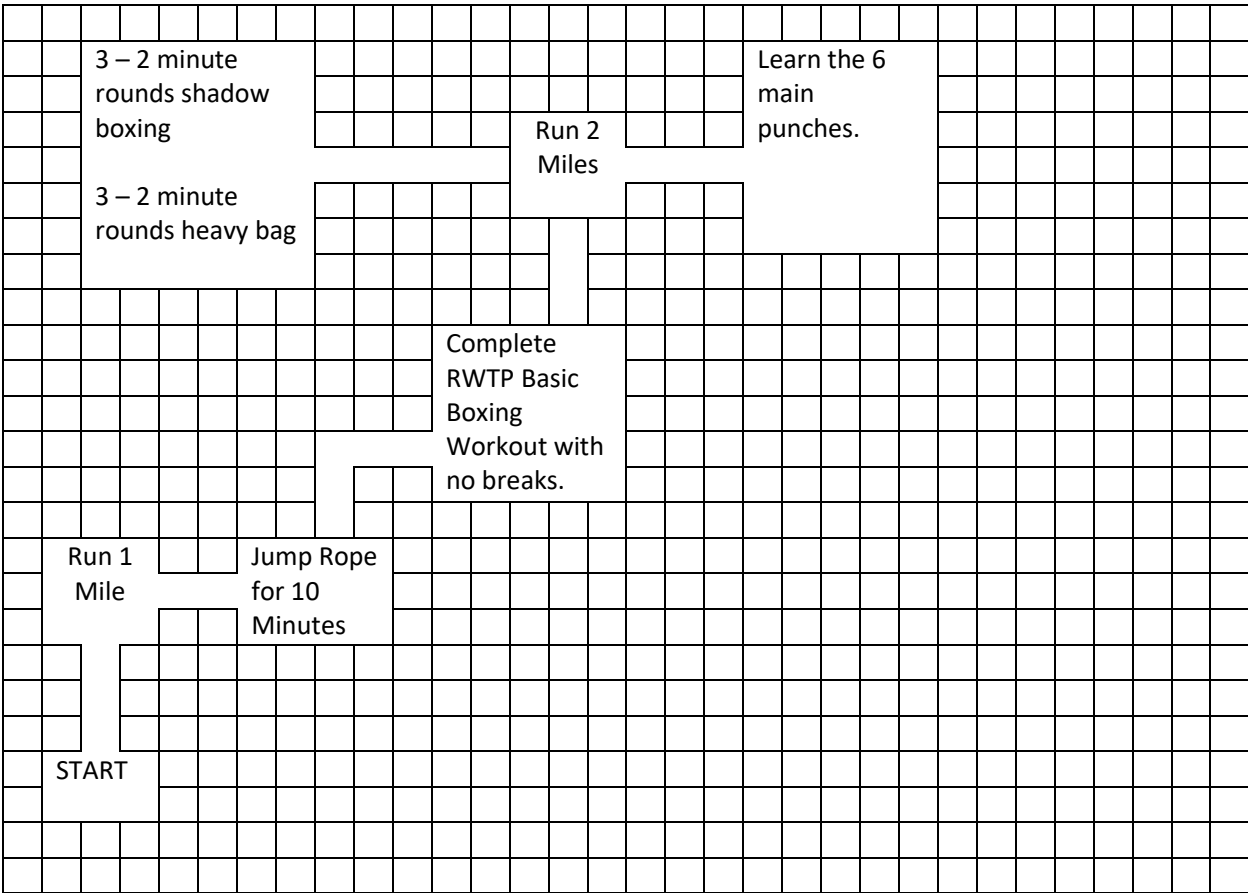 3 – 2 minute
rounds shadow
boxing
3 – 2 minute
rounds heavy bag
Run 2
Miles
Learn the 6
main
punches.
Complete
RWTP Basic
Boxing
Workout with
no breaks.
Run 1
Mile
Jump Rope
for 10
Minutes
START